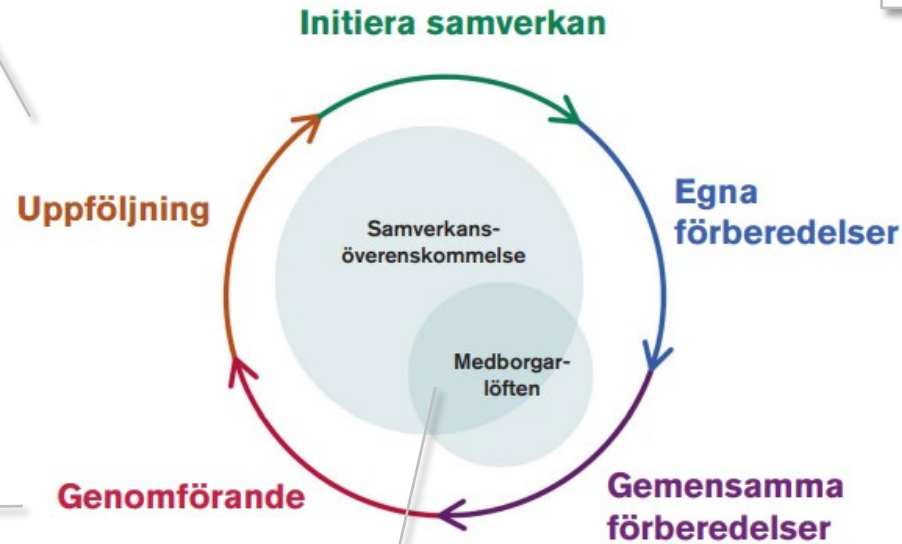 Initiera samverkan
Egna
förberedelser
Uppföljning
Samverkans-
överenskommelse
Medborgar-
löften
Genomförande
Gemensamma
förberedelser